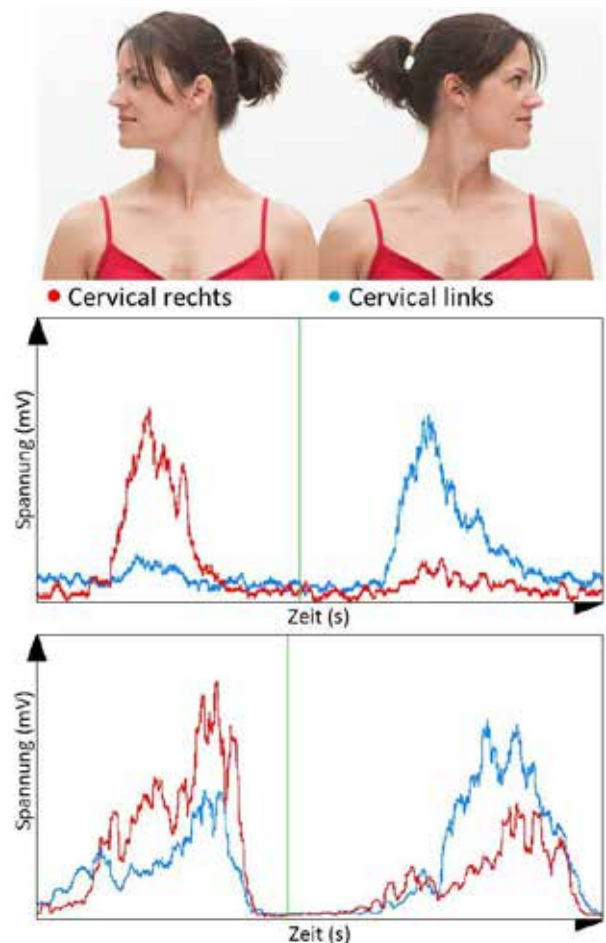 Cervical rechts
Cervical links
Spannung (mV)
Zeit (s)
Spannung (mV)
Zeit (s)